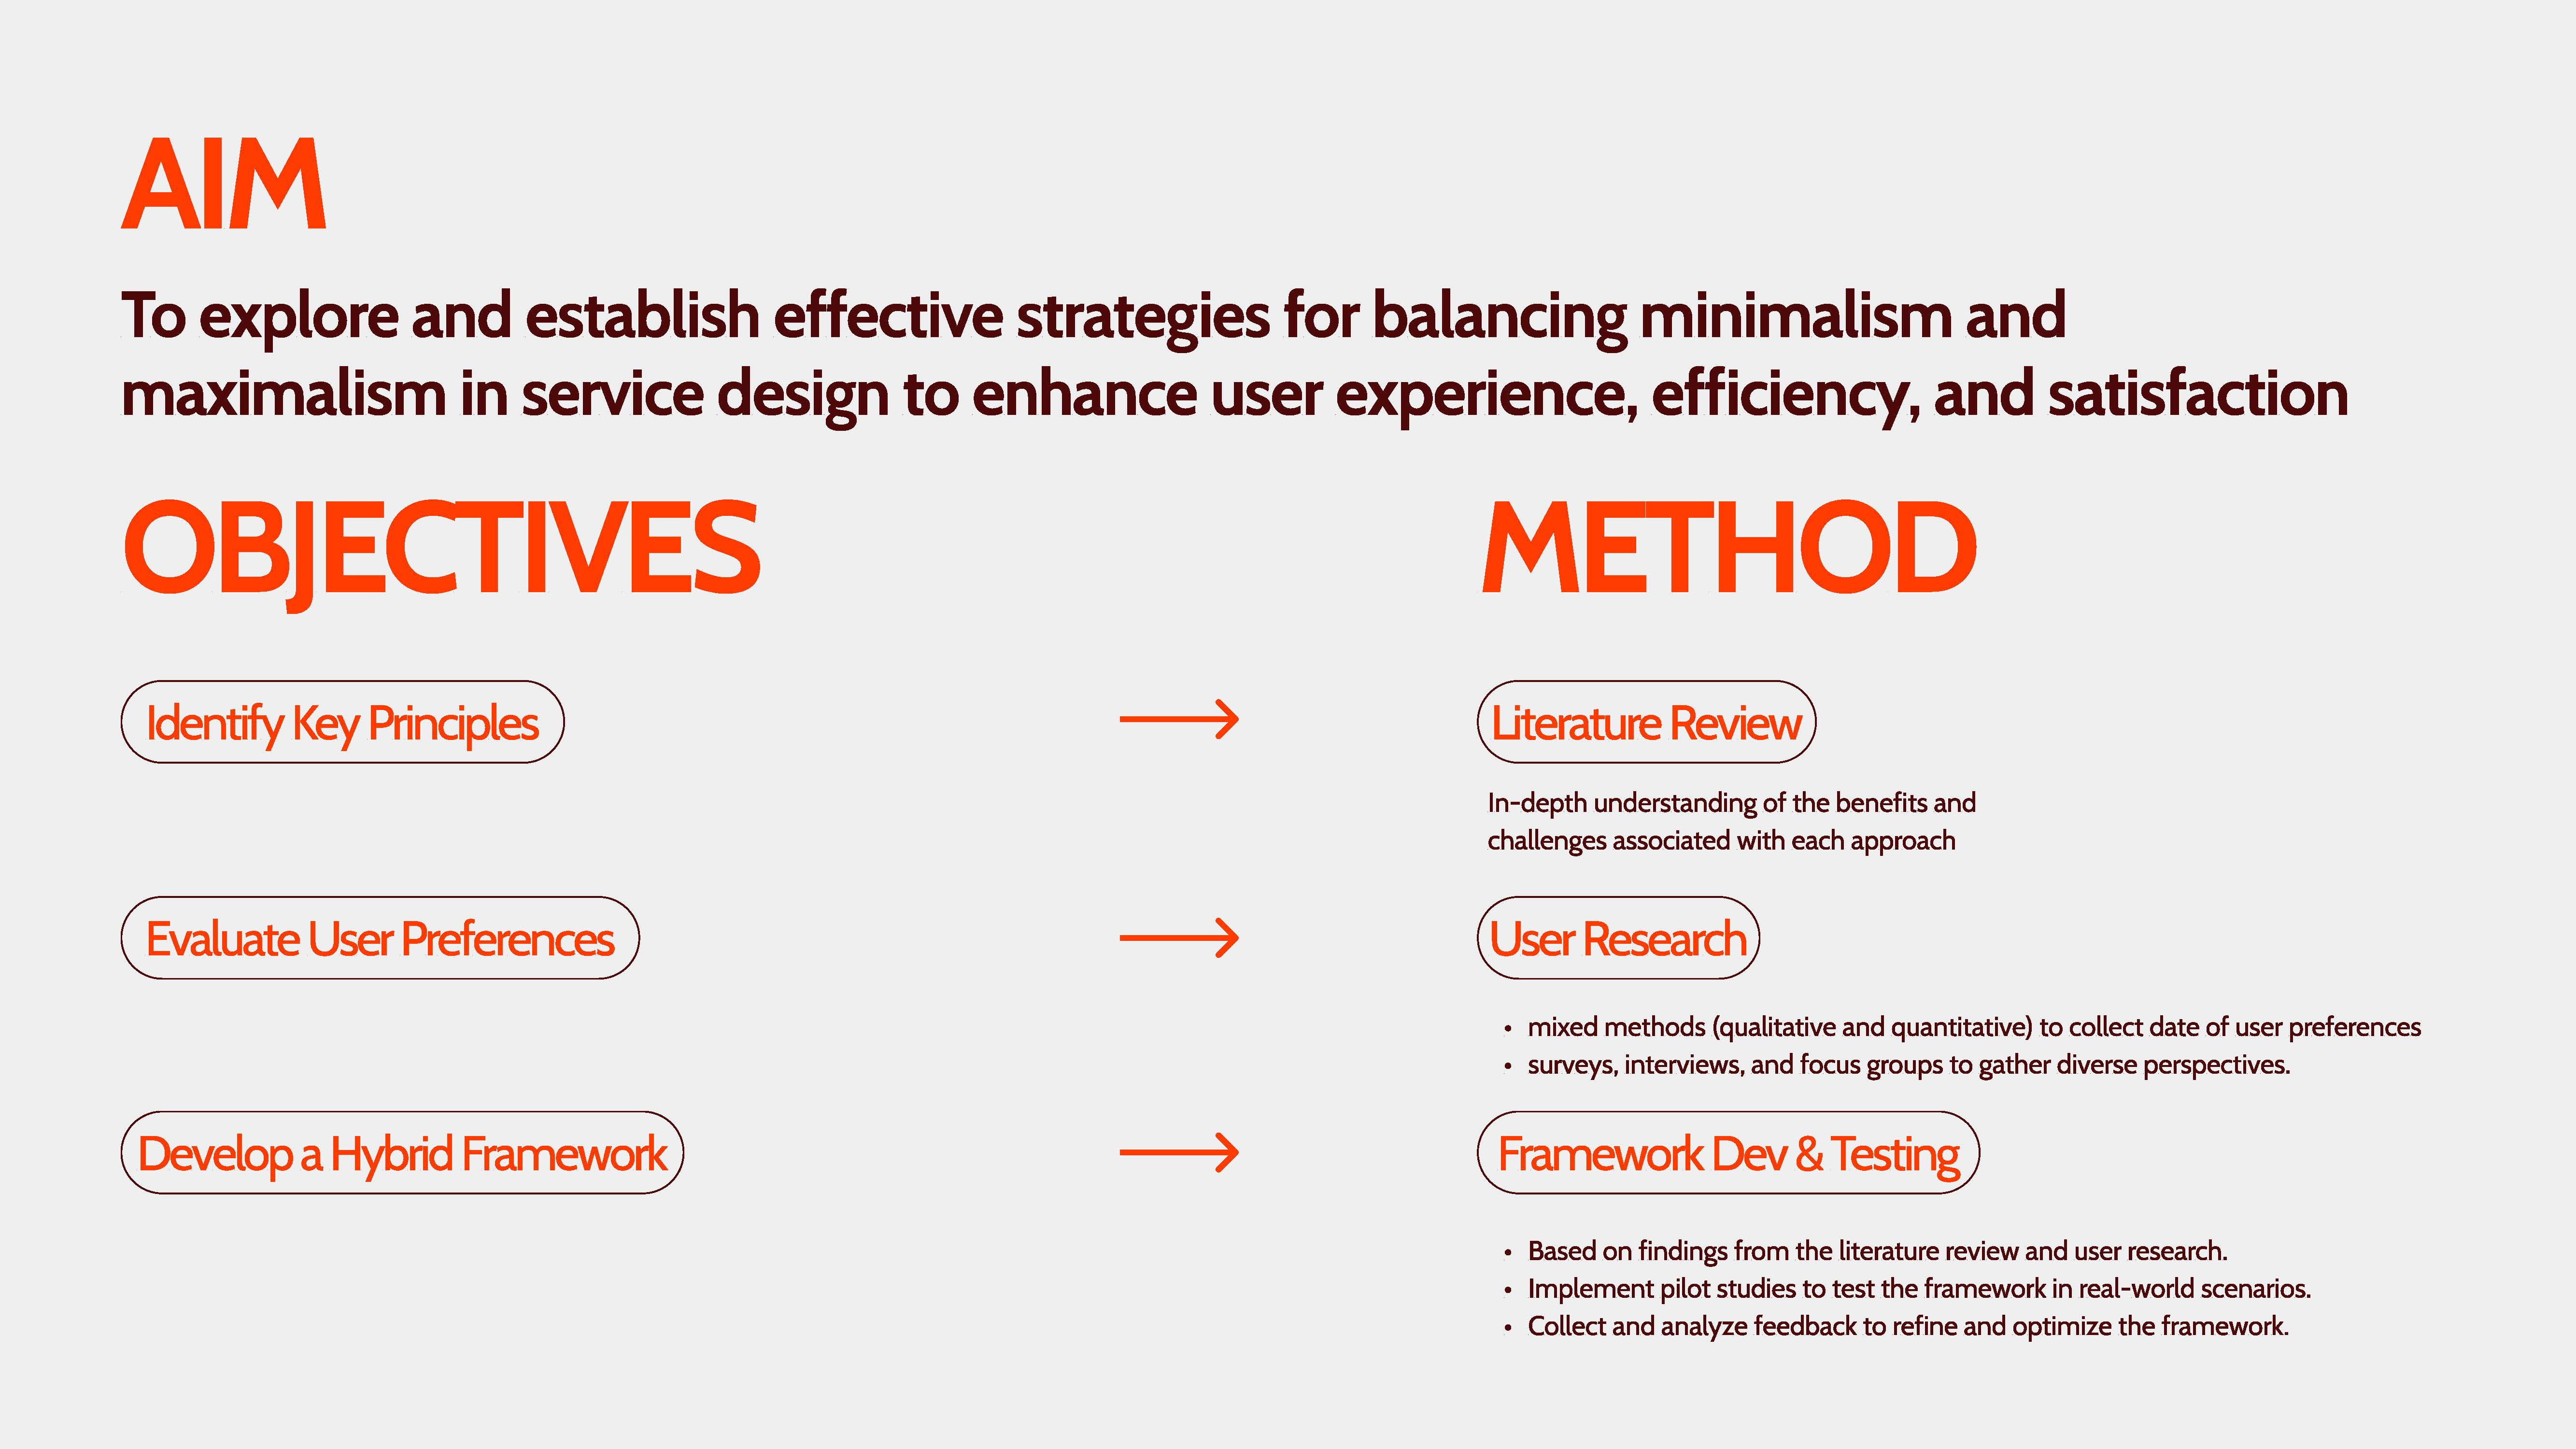 AIM
To explore and establish effective strategies for balancing minimalism and
maximalism in service design to enhance user experience, efficiency, and satisfaction
OBJECTIVES
METHOD
Identify Key Principles
Literature Review
In-depth understanding of the benefits and
challenges associated with each approach
Evaluate User Preferences
User Research
• mixed methods (qualitative and quantitative) to collect date of user preferences
• surveys, interviews, and focus groups to gather diverse perspectives.
Develop a Hybrid Framework
Framework Dev & Testing
• Based on findings from the literature review and user research.
• Implement pilot studies to test the framework in real-world scenarios.
• Collect and analyze feedback to refine and optimize the framework.